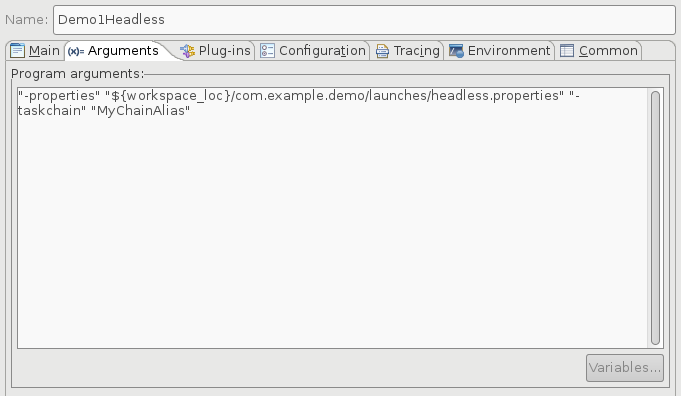 Name: Demo1Headless
Main (x)= Arguments Plug-ins Configuration Tracing Environment Common
Program arguments:
"-properties" "${workspace_loc}/com.example.demo/launches/headless.properties" "-
taskchain" "MyChainAlias"
Variables...